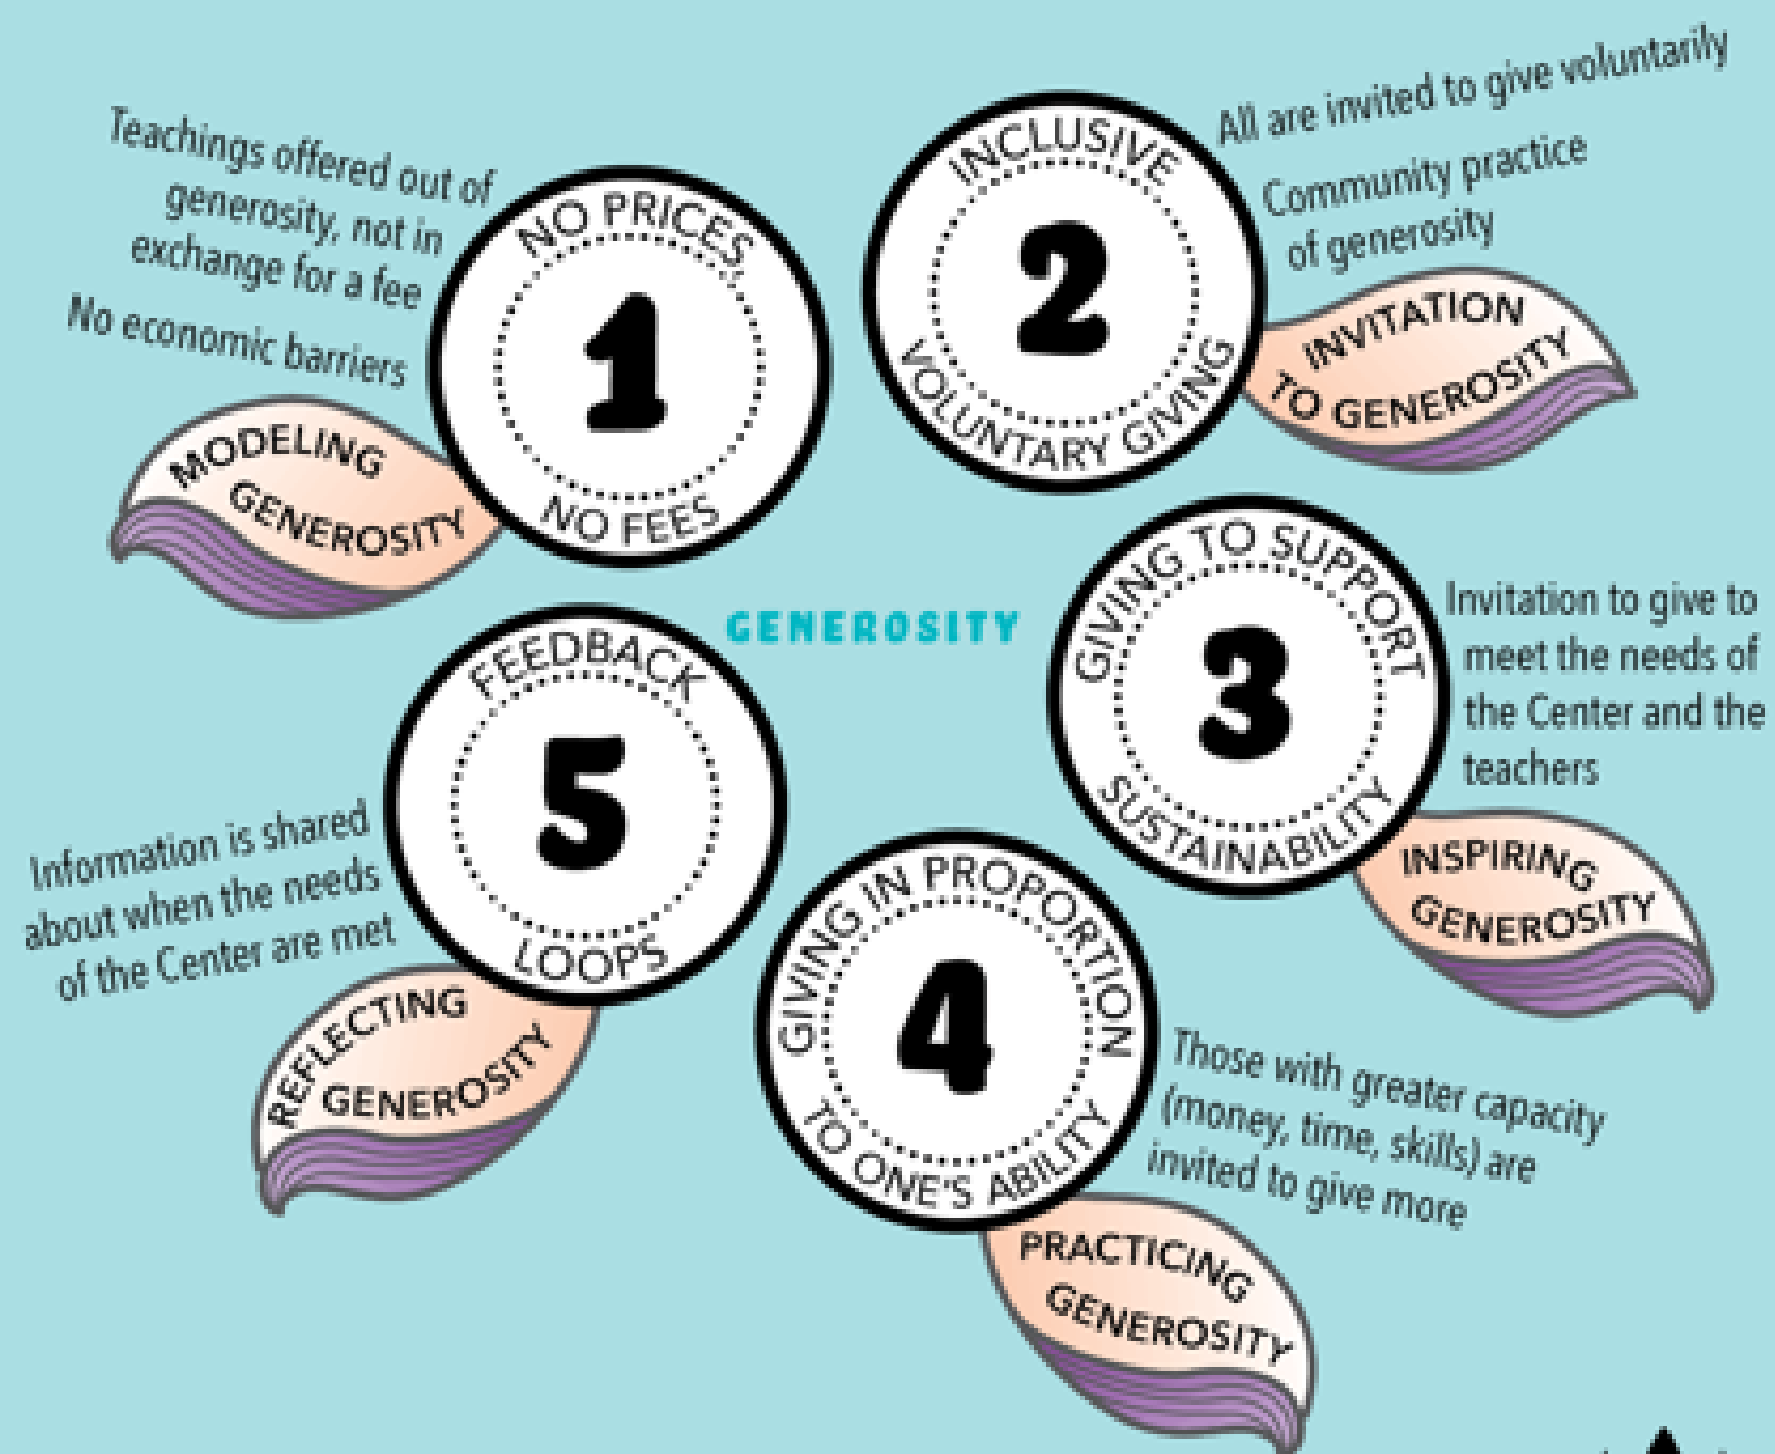 Teachings offered out of
generosity, not in
exchange for a fee
No economic barriers
NO PRICES,
1
NO FEES
MODELING
GENEROSITY
INCLUSIVE
2
VOLUNTARY GIVING
All are invited to give voluntarily
Community practice
of generosity
INVITATION
TO GENEROSITY
GENEROSITY
GIVING TO SUPPORT
3
SUSTAINABILITY
Invitation to give to
meet the needs of
the Center and the
teachers
INSPIRING
GENEROSITY
GIVING IN PROPORTION
4
TO ONE'S ABILITY
Those with greater capacity
(money, time, skills) are
invited to give more
PRACTICING
GENEROSITY
FEEDBACK
5
LOOPS
Information is shared
about when the needs
of the Center are met
REFLECTING
GENEROSITY